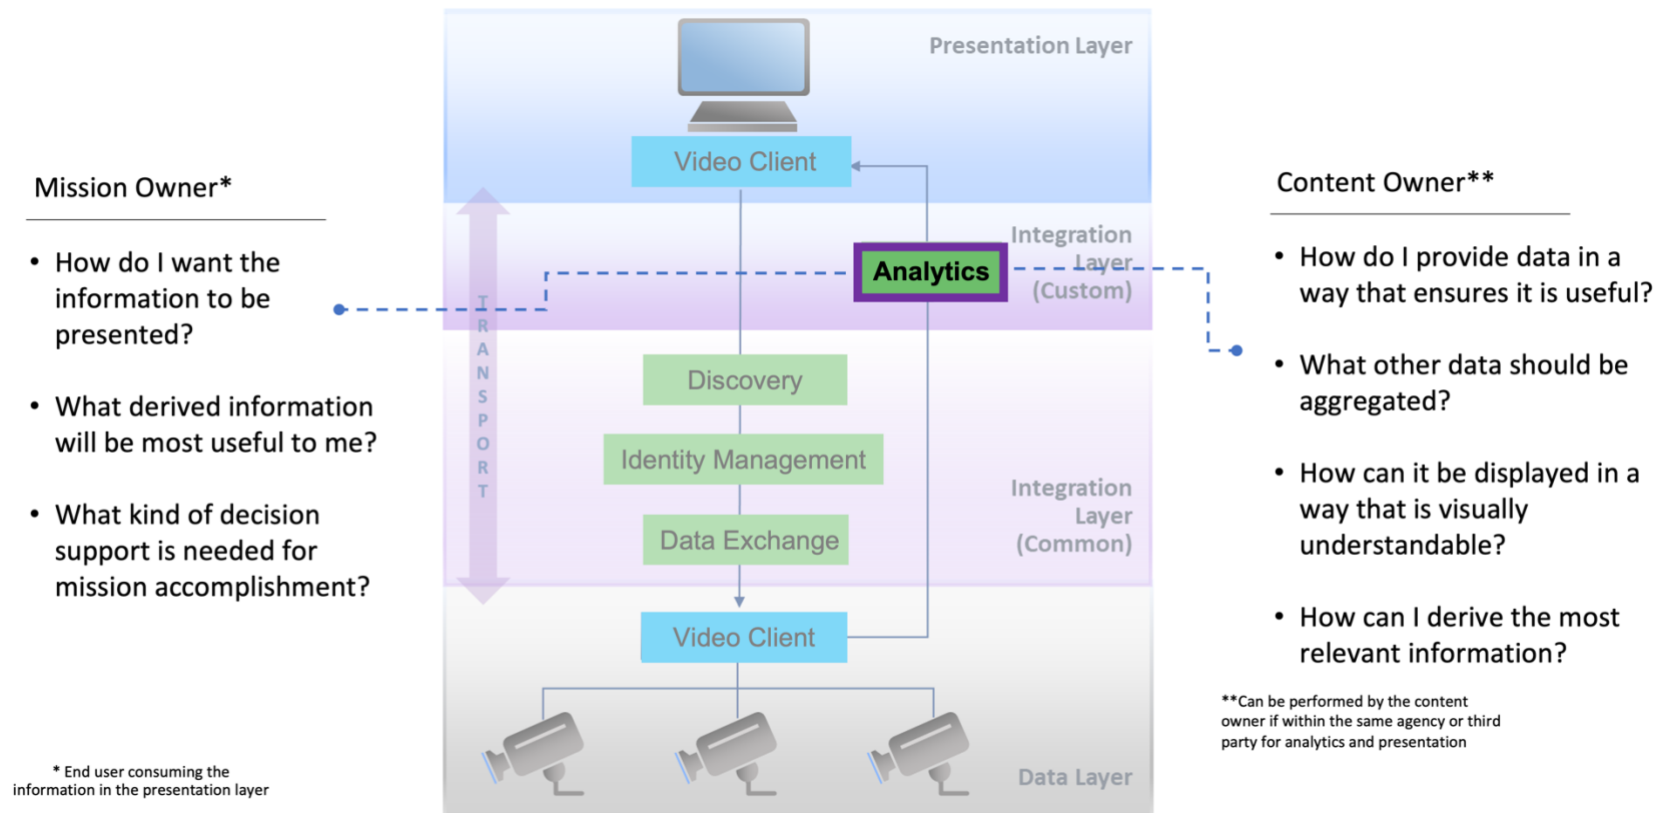 Presentation Layer
Video Client
Mission Owner*
• How do I want the
information to be
presented?
• What derived information
will be most useful to me?
• What kind of decision
support is needed for
mission accomplishment?
* End user consuming the
information in the presentation layer
TRANSPORT
Integration
Layer
(Custom)
Analytics
Discovery
Identity Management
Data Exchange
Integration
Layer
(Common)
Video Client
Data Layer
Content Owner**
• How do I provide data in a
way that ensures it is useful?
• What other data should be
aggregated?
• How can it be displayed in a
way that is visually
understandable?
• How can I derive the most
relevant information?
**Can be performed by the content
owner if within the same agency or third
party for analytics and presentation